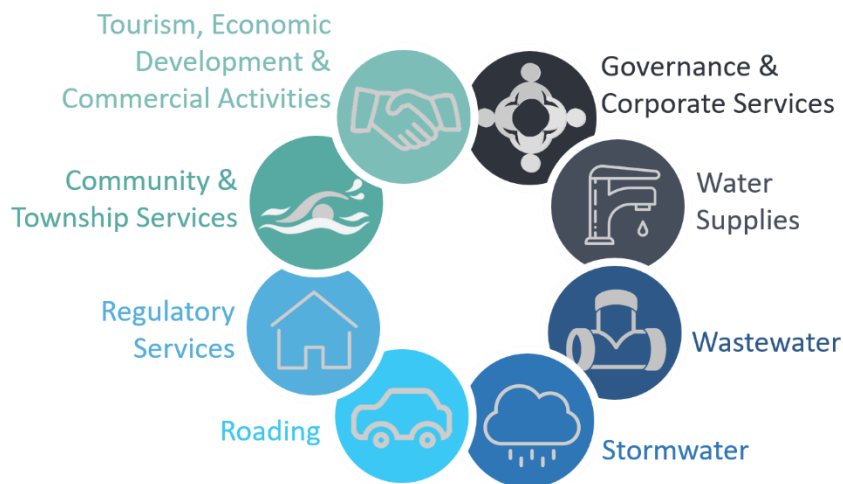 Tourism, Economic
Development &
Commercial Activities
Governance &
Corporate Services
Water
Supplies
Wastewater
Stormwater
Roading
Regulatory
Services
Community &
Township Services